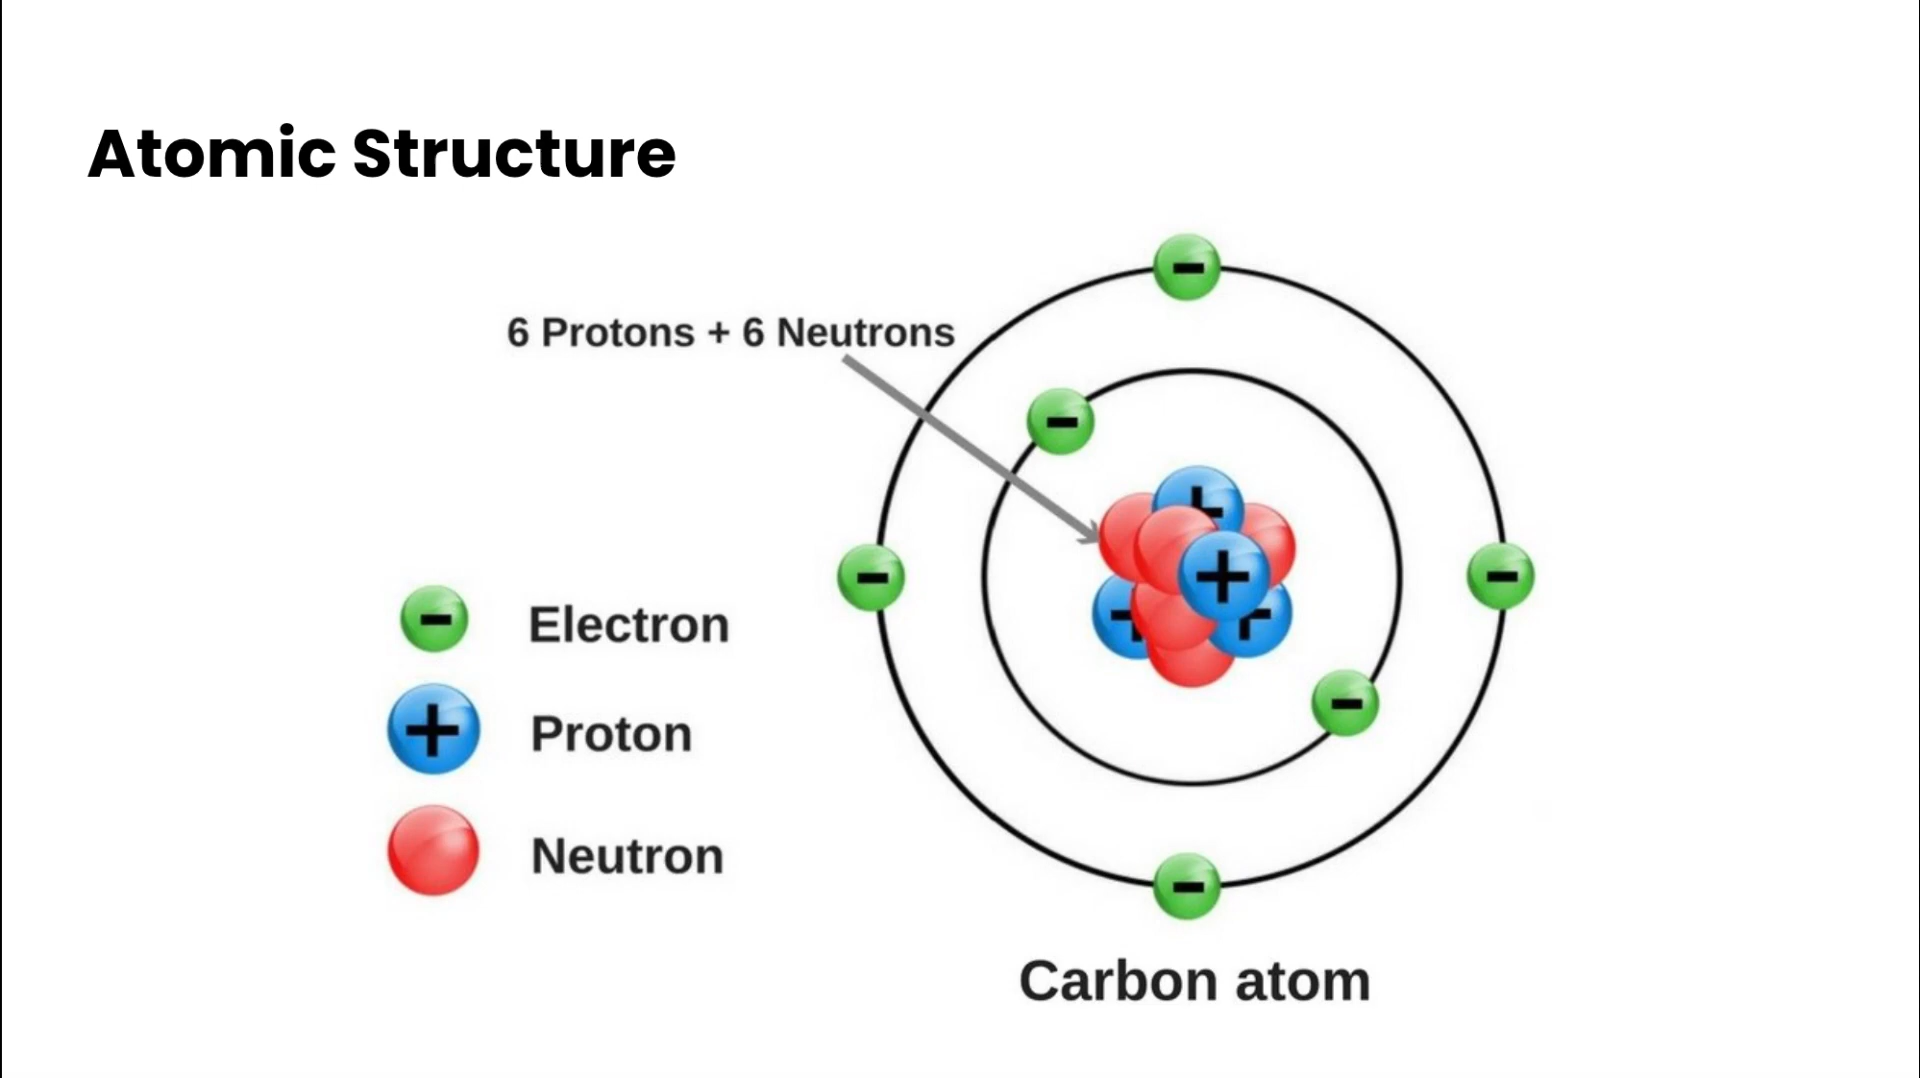 Atomic Structure
6 Protons + 6 Neutrons
Electron
Proton
Neutron
Carbon atom